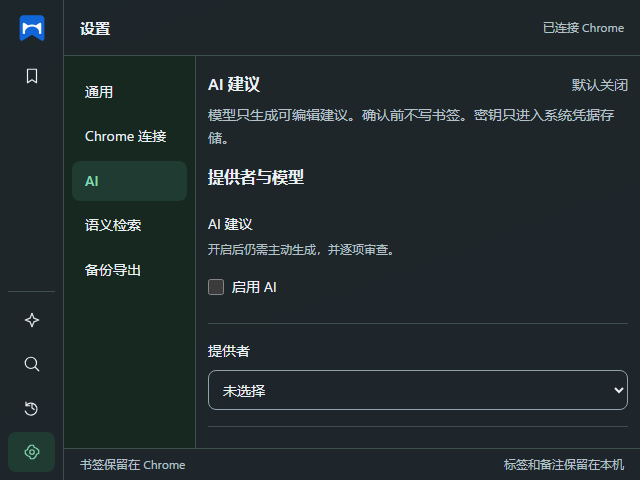 设置
已连接 Chrome
通用
Chrome 连接
AI
语义检索
备份导出
AI 建议
默认关闭
模型只生成可编辑建议。确认前不写书签。密钥只进入系统凭据存
储。
提供者与模型
AI 建议
开启后仍需主动生成，并逐项审查。
启用 AI
提供者
未选择
书签保留在 Chrome
标签和备注保留在本机